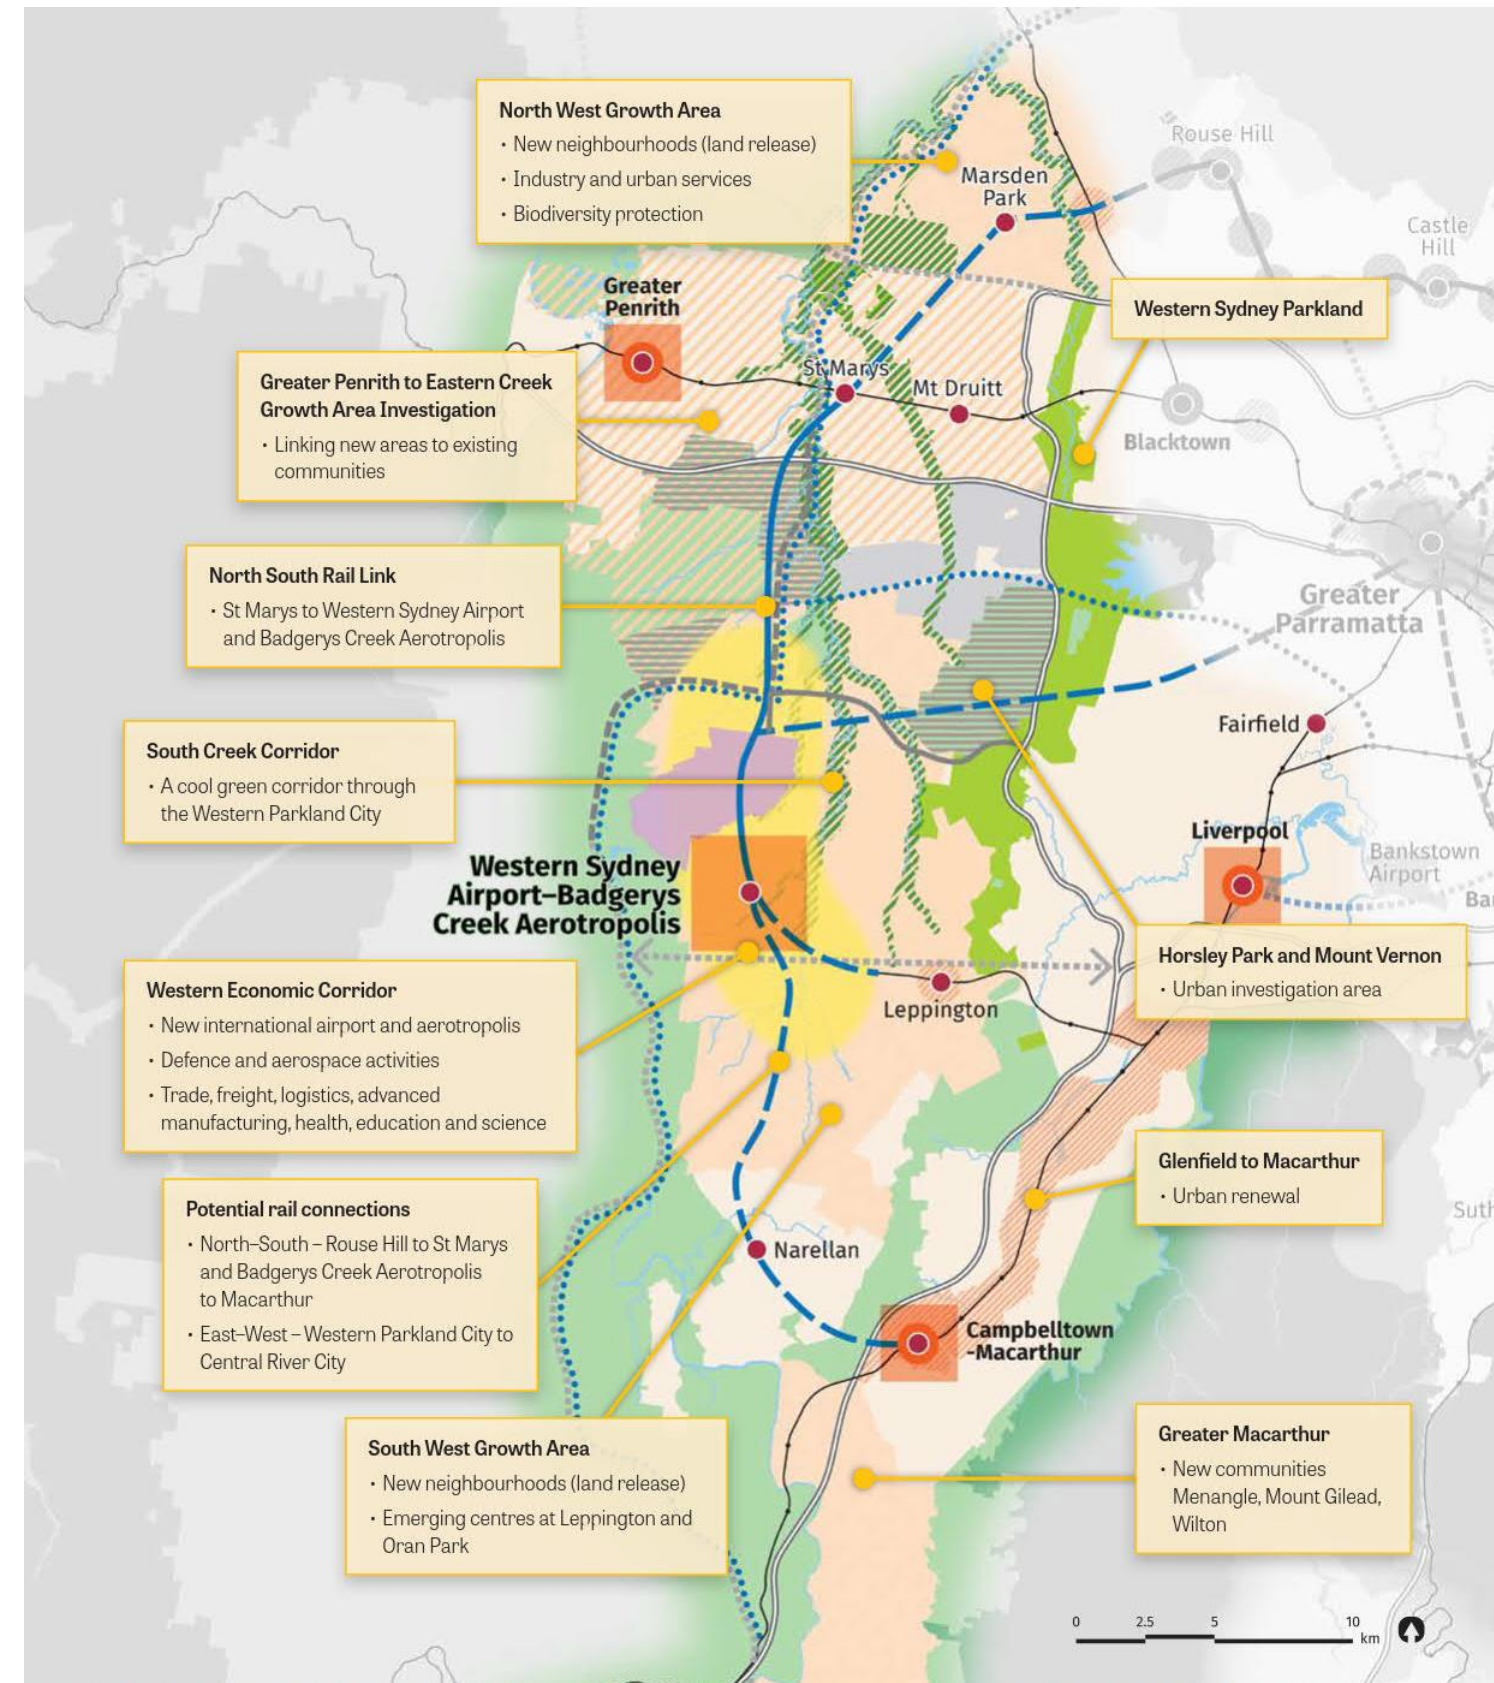 North West Growth Area
• New neighbourhoods (land release)
• Industry and urban services
• Biodiversity protection
Rouse Hill
Marsden
Park
Castle
Hill
Greater
Penrith
Western Sydney Parkland
St Marys
Mt Druitt
Greater Penrith to Eastern Creek
Growth Area Investigation
• Linking new areas to existing
communities
Blacktown
North South Rail Link
• St Marys to Western Sydney Airport
and Badgerys Creek Aerotropolis
Greater
Parramatta
Fairfield
South Creek Corridor
• A cool green corridor through
the Western Parkland City
Liverpool
Bankstown
Airport
Ba
Western Sydney
Airport–Badgerys
Creek Aerotropolis
Horsley Park and Mount Vernon
• Urban investigation area
Leppington
Western Economic Corridor
• New international airport and aerotropolis
• Defence and aerospace activities
• Trade, freight, logistics, advanced
manufacturing, health, education and science
Glenfield to Macarthur
• Urban renewal
Suth
Potential rail connections
• North–South – Rouse Hill to St Marys
and Badgerys Creek Aerotropolis
to Macarthur
• East–West – Western Parkland City to
Central River City
Narellan
Campbelltown
-Macarthur
South West Growth Area
• New neighbourhoods (land release)
• Emerging centres at Leppington and
Oran Park
Greater Macarthur
• New communities
Menangle, Mount Gilead,
Wilton
0 2.5 5 10
km